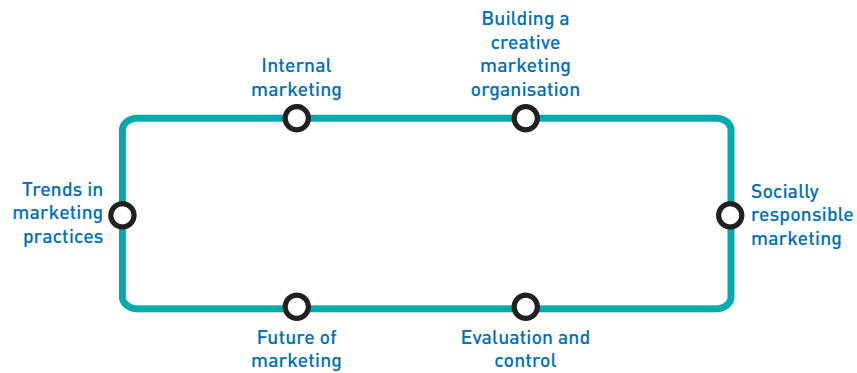 Building a
creative
marketing
organisation
Internal
marketing
Trends in
marketing
practices
Socially
responsible
marketing
Future of
marketing
Evaluation and
control